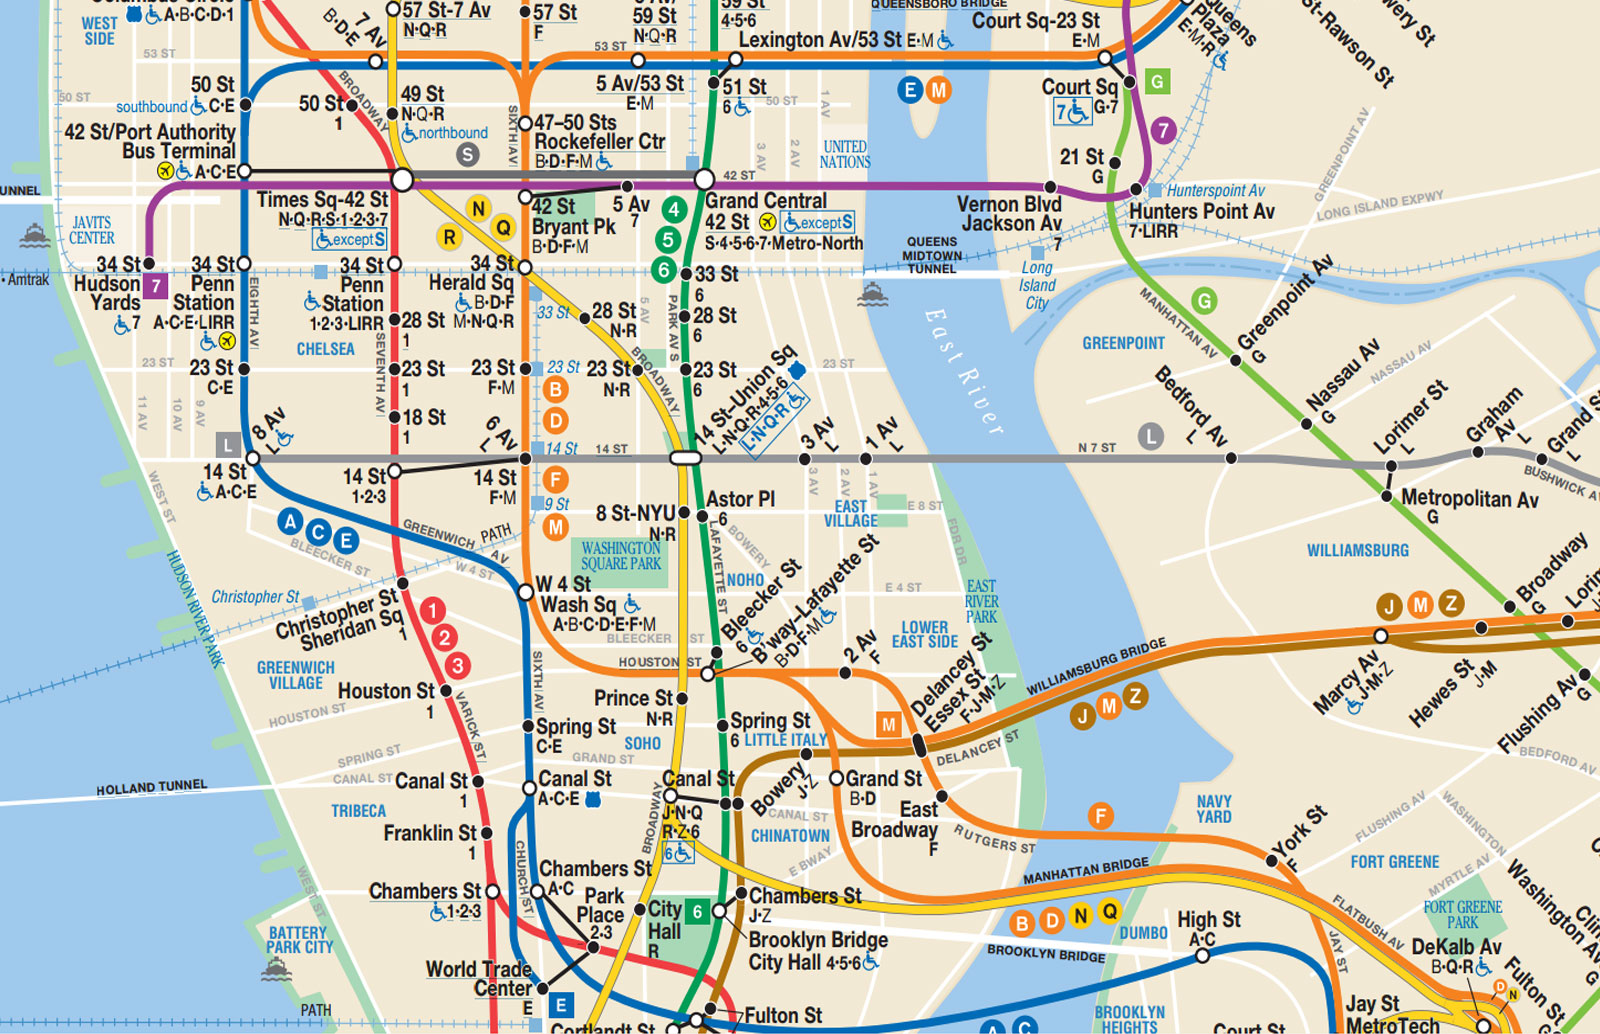 WEST
SIDE
A•B•C•D•1
7 Av
B•D•E
57 St-7 Av
N•Q•R
57 St
F
59 St
N•Q•R
59 St
4•5•6
QUEENSBORO BRIDGE
Court Sq-23 St
E•M
Queens
Plaza
E•M•R
St-Rawson St
53 ST
53 ST
Lexington Av/53 St E•M
50 St
southbound C•E
50 ST
50 St
1
BROADWAY
49 St
N•Q•R
northbound
SIXTH AV
5 Av/53 St
E•M
51 St
6
50 ST
1 AV
E M
Court Sq
7 G•7
G
42 St/Port Authority
Bus Terminal
A•C•E
S
47–50 Sts
Rockefeller Ctr
B•D•F•M
3 AV
2 AV
UNITED
NATIONS
7
21 St
G
GREENPOINT AV
Times Sq-42 St
N•Q•R•S•1•2•3•7
except S
N
Q
R
42 St
Bryant Pk
B•D•F•M
5 Av
7
4
5
6
42 ST
Grand Central
42 St except S
S•4•5•6•7•Metro-North
Vernon Blvd
Jackson Av
7
Hunterspoint Av
Hunters Point Av
7•LIRR
LONG ISLAND EXPWY
JAVITS
CENTER
• Amtrak
34 St
Hudson
Yards
7
7
34 St
Penn
Station
A•C•E•LIRR
EIGHTH AV
34 St
Penn
Station
1•2•3•LIRR
34 St
Herald Sq
B•D•F
M•N•Q•R
33 St
33 St
6
QUEENS
MIDTOWN
TUNNEL
Long
Island
City
CHELSEA
28 St
1
SEVENTH AV
28 St
N•R
5 AV
PARK AV S
28 St
6
East River
MANHATTAN AV
G
Greenpoint Av
G
GREENPOINT
23 ST
23 St
C•E
23 St
1
23 St
F•M
23 St
23 St
N•R
BROADWAY
23 St
6
23 ST
Nassau Av
G
NASSAU AV
11 AV
10 AV
9 AV
18 St
1
B
D
14 St–Union Sq
L•N•Q•R•4•5•6
L•N•Q•R
3 Av
L
1 Av
L
Bedford Av
L
Lorimer St
L
Graham
Av
L
Grand St
L
L
8 Av
L
14 St
A•C•E
14 St
1•2•3
6 Av
L
14 St
F•M
14 St
14 ST
N 7 ST
L
BUSHWICK AV
Metropolitan Av
G
F
M
9 St
3 AV
2 AV
1 AV
WEST ST
A C E
GREENWICH AV
PATH
BLEECKER ST
W 4 ST
8 St-NYU
N•R
Astor Pl
6
LAFAYETTE ST
BOWERY
EAST
VILLAGE
E 8 ST
FDR DR
WASHINGTON
SQUARE PARK
WILLIAMSBURG
HUDSON RIVER PARK
Christopher St
Christopher St
Sheridan Sq
1
W 4 St
Wash Sq
A•B•C•D•E•F•M
NOHO
Bleecker St
6
B'way–Lafayette St
B•D•F•M
E 4 ST
EAST
RIVER
PARK
LOWER
EAST SIDE
Broadway
G
J M Z
1
2
3
BLEECKER ST
GREENWICH
VILLAGE
HOUSTON ST
2 Av
F
Delancey St
Essex St
F•J•M•Z
WILLIAMSBURG BRIDGE
J M Z
Marcy Av
J•M•Z
Hewes St
J•M
Flushing Av
G
Houston St
1
VARICK ST
HOUSTON ST
SIXTH AV
Prince St
N•R
Spring St
C•E
SPRING ST
SOHO
Spring St
6
LITTLE ITALY
M
DELANCEY ST
BEDFORD AV
GRAND ST
CANAL ST
HOLLAND TUNNEL
Canal St
1
Canal St
A•C•E
Canal St
J•N•Q
R•Z•6
6
BROADWAY
Bowery
J•Z
Grand St
B•D
East
Broadway
F
CANAL ST
CHINATOWN
TRIBECA
Franklin St
1
E BWAY
RUTGERS ST
F
NAVY
YARD
York St
F
FLUSHING AV
WASHINGTON
FORT GREENE
MYRTLE AV
Washington Av
MANHATTAN BRIDGE
CHURCH ST
Chambers St
1•2•3
Chambers St
A•C
Park
Place
2•3
City
Hall
R
6
Chambers St
J•Z
Brooklyn Bridge
City Hall 4•5•6
B D N Q
DUMBO
High St
A•C
BROOKLYN BRIDGE
FLATBUSH AV
FORT GREENE
PARK
JAY ST
DeKalb Av
B•Q•R
WEST ST
BATTERY
PARK CITY
World Trade
Center
E
E
PATH
Cortlandt St
Fulton St
A C
BROOKLYN
HEIGHTS
Court St
Jay St
MetroTech
D
N
Fulton St
G